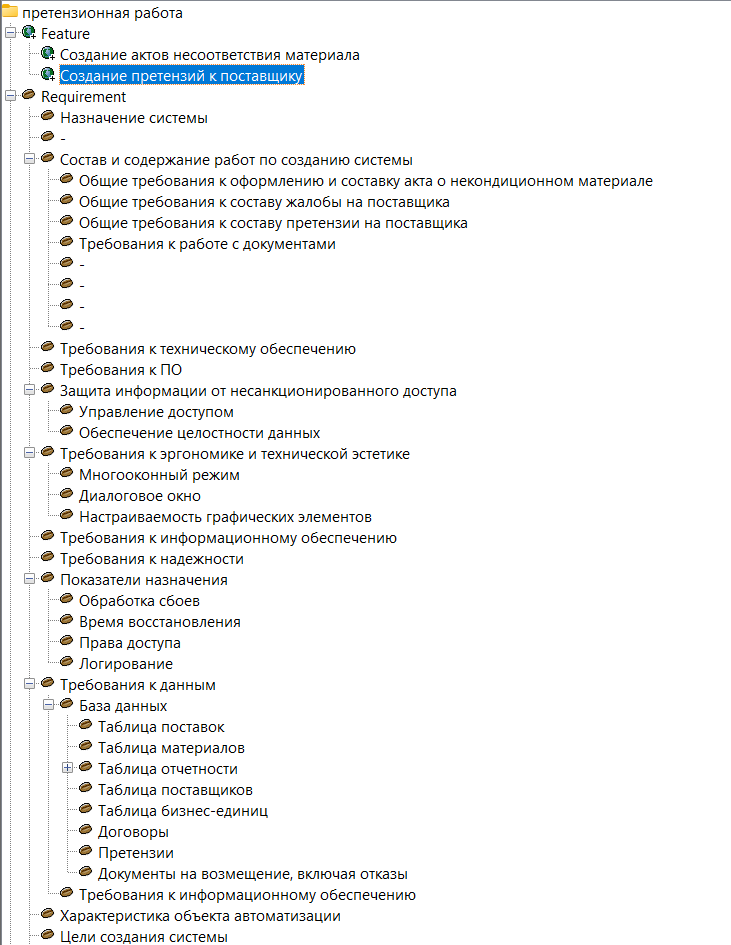 претензионная работа
Feature
Создание актов несоответствия материала
Создание претензий к поставщику
Requirement
Назначение системы
-
Состав и содержание работ по созданию системы
Общие требования к оформлению и составку акта о некондиционном материале
Общие требования к составу жалобы на поставщика
Общие требования к составу претензии на поставщика
Требования к работе с документами
-
-
-
-
Требования к техническому обеспечению
Требования к ПО
Защита информации от несанкционированного доступа
Управление доступом
Обеспечение целостности данных
Требования к эргономике и технической эстетике
Многооконный режим
Диалоговое окно
Настраиваемость графических элементов
Требования к информационному обеспечению
Требования к надежности
Показатели назначения
Обработка сбоев
Время восстановления
Права доступа
Логирование
Требования к данным
База данных
Таблица поставок
Таблица материалов
Таблица отчетности
Таблица поставщиков
Таблица бизнес-единиц
Договоры
Претензии
Документы на возмещение, включая отказы
Требования к информационному обеспечению
Характеристика объекта автоматизации
Цели создания системы